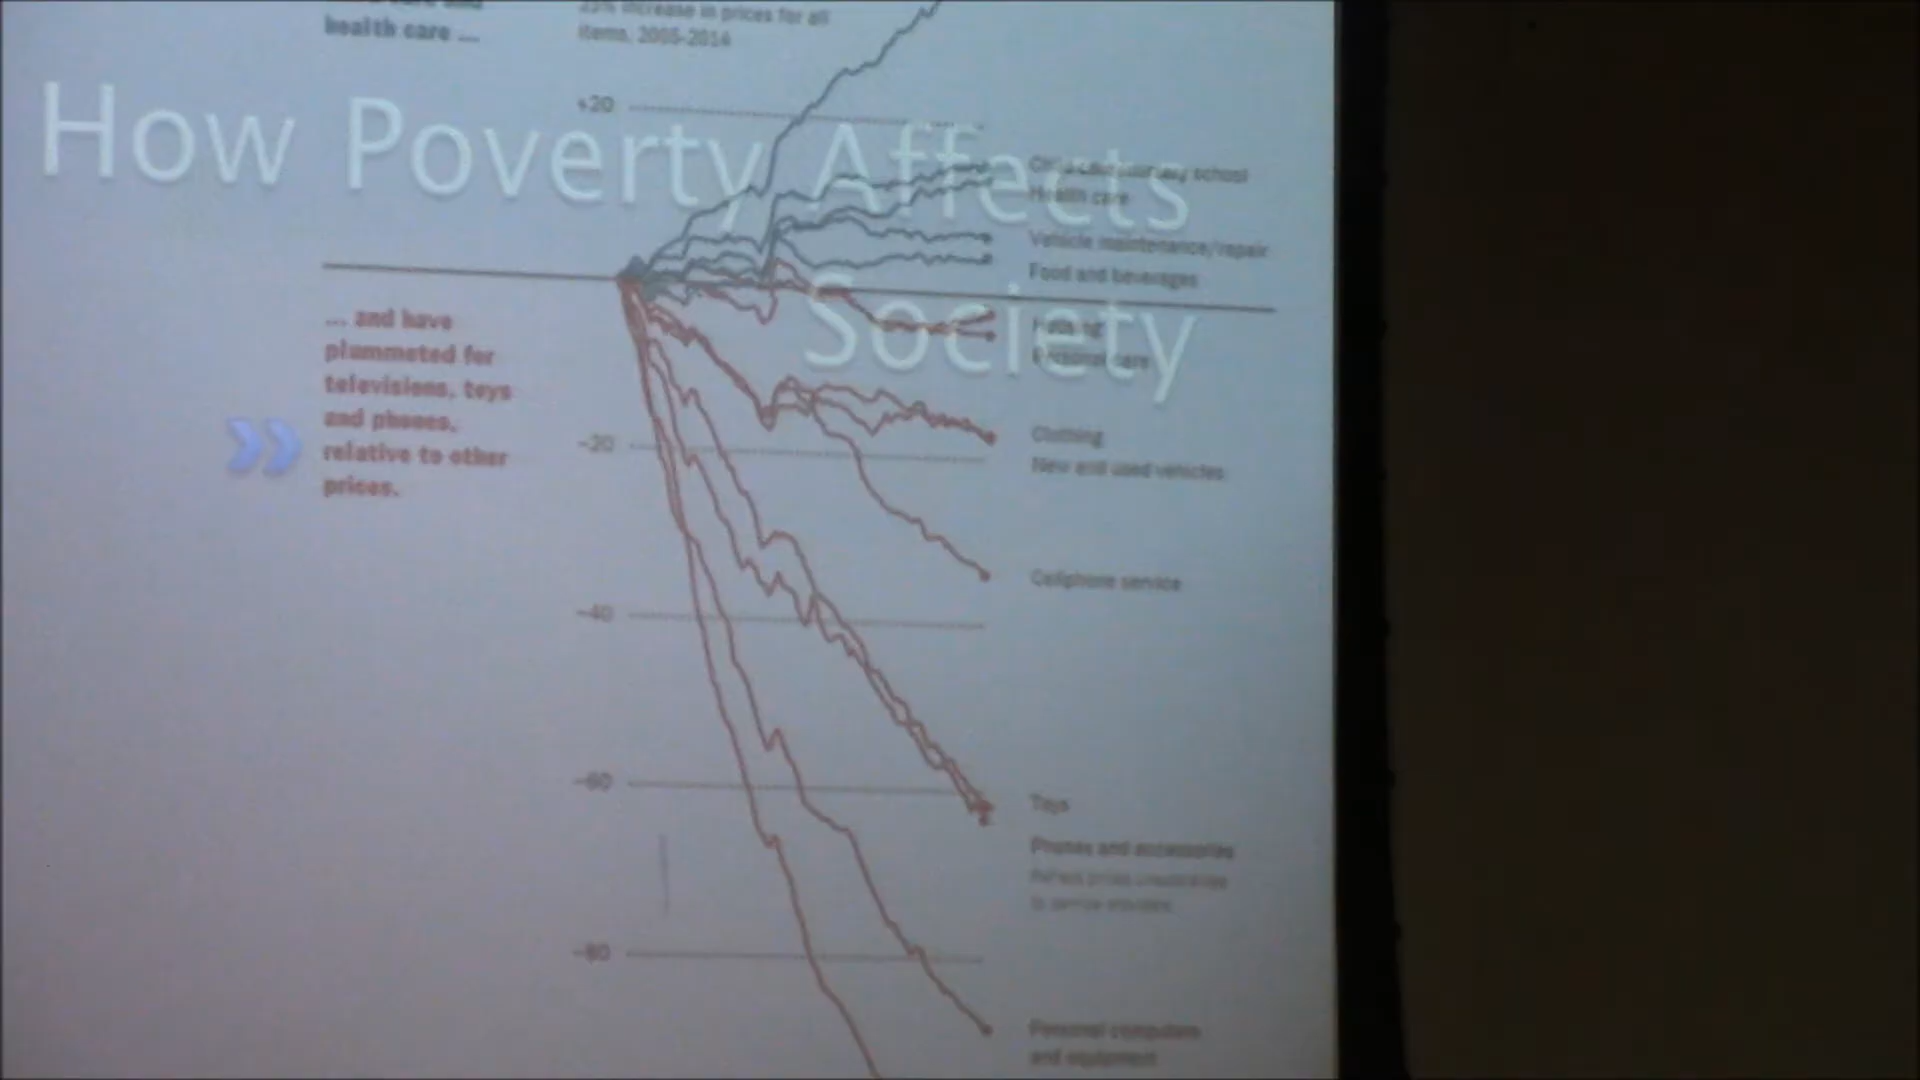 health care ...
23% increase in prices for all
items, 2005-2014
How Poverty Affects
Society
+20
school
Health care
Vehicle maintenance/repair
Food and beverages
Housing
Personal care
... and have
plummeted for
televisions, toys
and phones,
relative to other
prices.
-20
Clothing
New and used vehicles
Cellphone service
-40
-60
Toys
Phones and accessories
-80
Personal computers
and equipment